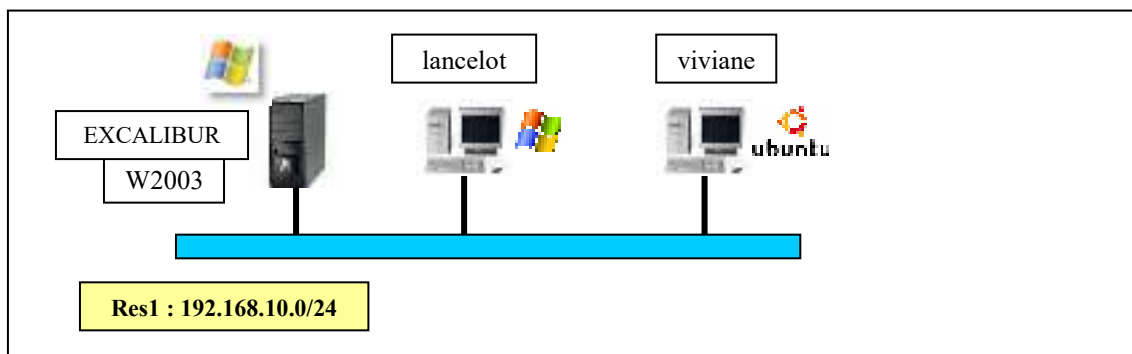 lancelot
viviane
EXCALIBUR
W2003
ubuntu
Res1 : 192.168.10.0/24